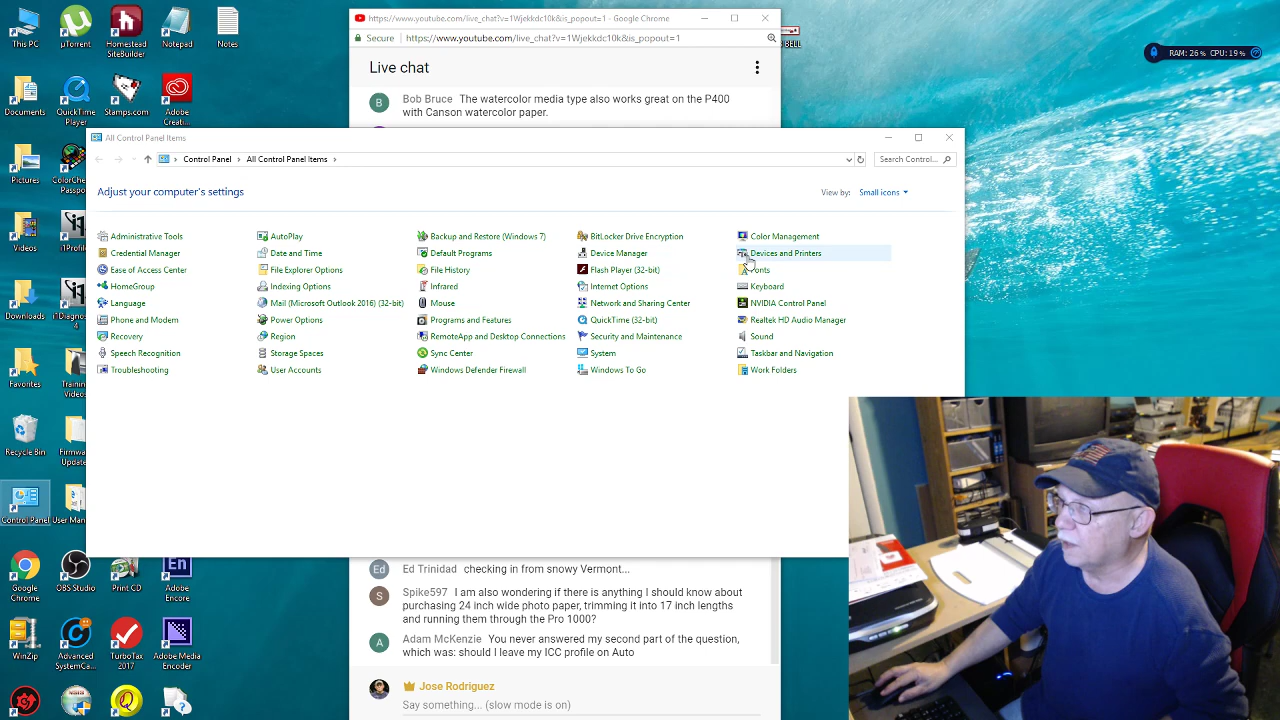 https://www.youtube.com/live_chat?v=1Wjekkdc10k&is_popout=1 - Google Chrome
Secure
https://www.youtube.com/live_chat?v=1Wjekkdc10k&is_popout=1
BELL
RAM: 26% CPU: 19%
Live chat
B Bob Bruce The watercolor media type also works great on the P400
with Canson watercolor paper.
This PC
µTorrent
Homestead
SiteBuilder
Notepad
Notes
Documents
QuickTime
Player
Stamps.com
Adobe
Creati...
Pictures
ColorChec
Passpo
Videos
i1Profile
Downloads
i1Diagnos
4
Favorites
Training
Videos
Recycle Bin
Firmw
Update
Control Panel
User Man
All Control Panel Items
Control Panel
All Control Panel Items
Search Control...
Adjust your computer's settings
View by:
Small icons
Administrative Tools
AutoPlay
Backup and Restore (Windows 7)
BitLocker Drive Encryption
Color Management
Credential Manager
Date and Time
Default Programs
Device Manager
Devices and Printers
Ease of Access Center
File Explorer Options
File History
Flash Player (32-bit)
HomeGroup
Indexing Options
Infrared
Internet Options
Keyboard
Language
Mail (Microsoft Outlook 2016) (32-bit)
Mouse
Network and Sharing Center
NVIDIA Control Panel
Phone and Modem
Power Options
Programs and Features
QuickTime (32-bit)
Realtek HD Audio Manager
Recovery
Region
RemoteApp and Desktop Connections
Security and Maintenance
Sound
Speech Recognition
Storage Spaces
Sync Center
System
Taskbar and Navigation
Troubleshooting
User Accounts
Windows Defender Firewall
Windows To Go
Work Folders
Google
Chrome
OBS Studio
Print CD
En
Adobe
Encore
WinZip
Advanced
SystemCa...
TurboTax
2017
Adobe Media
Encoder
Ed Ed Trinidad checking in from snowy Vermont...
S Spike597 I am also wondering if there is anything I should know about
purchasing 24 inch wide photo paper, trimming it into 17 inch lengths
and running them through the Pro 1000?
A Adam McKenzie You never answered my second part of the question,
which was: should I leave my ICC profile on Auto
Jose Rodriguez
Say something... (slow mode is on)